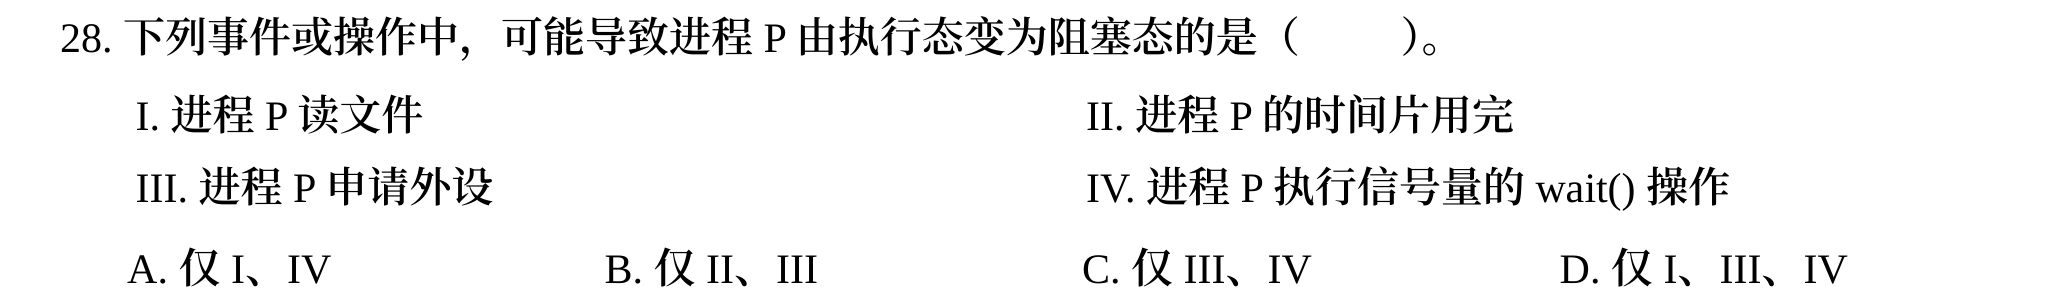 28. 下列事件或操作中，可能导致进程 P 由执行态变为阻塞态的是（  ）。
I. 进程 P 读文件 II. 进程 P 的时间片用完
III. 进程 P 申请外设 IV. 进程 P 执行信号量的 wait() 操作
A. 仅 I、IV B. 仅 II、III C. 仅 III、IV D. 仅 I、III、IV